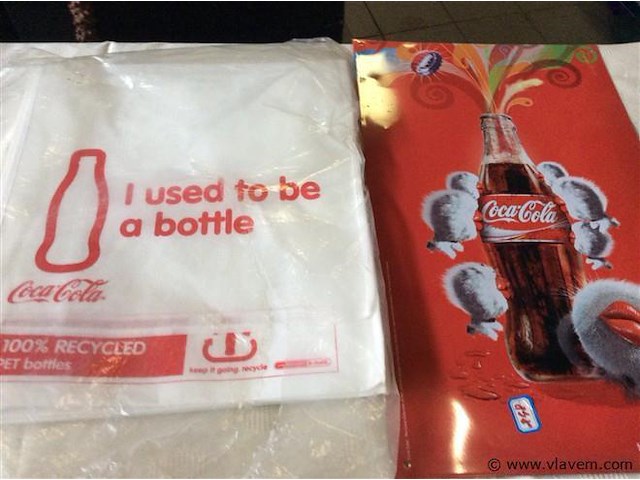 I used to be
a bottle
Coca-Cola
100% RECYCLED
PET bottles
keep it going. recycle
Coca-Cola
© www.vlavem.com